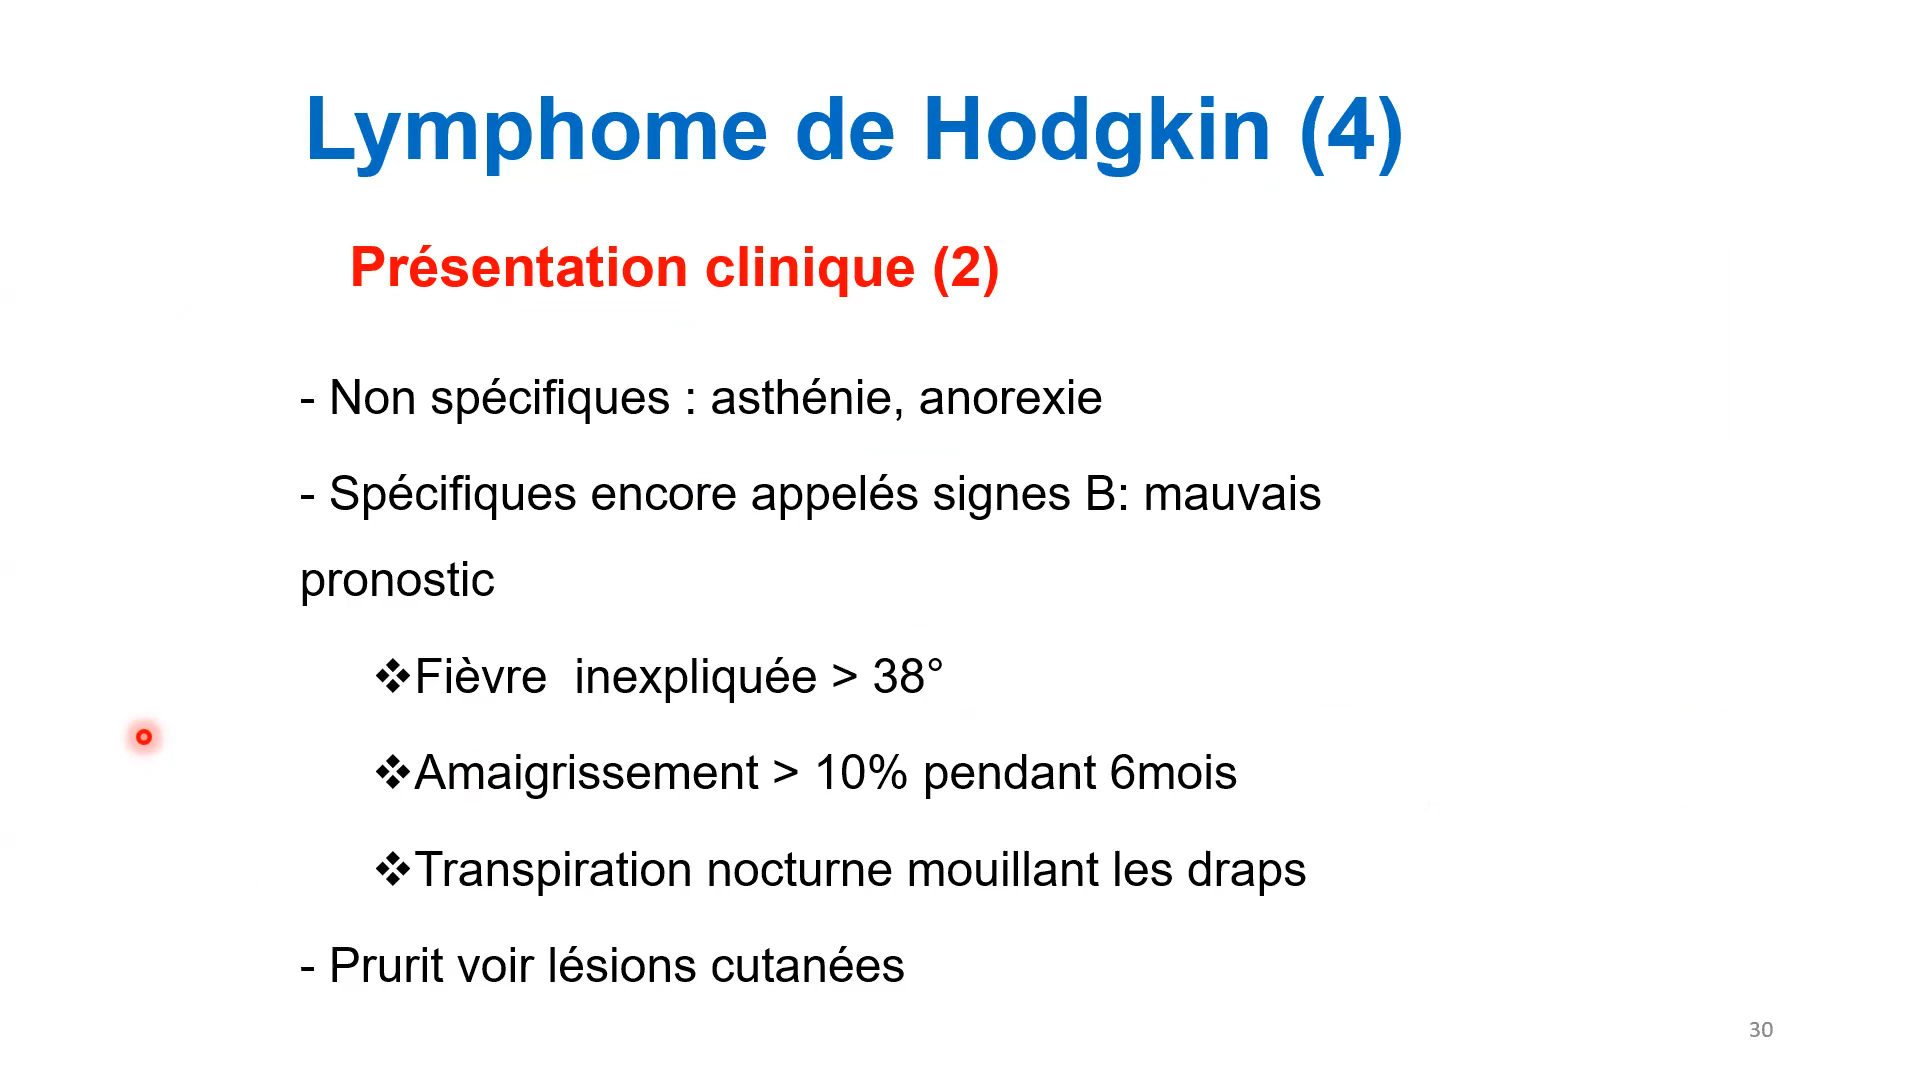 Lymphome de Hodgkin (4)
Présentation clinique (2)
- Non spécifiques : asthénie, anorexie
- Spécifiques encore appelés signes B: mauvais
pronostic
❖Fièvre  inexpliquée > 38°
❖Amaigrissement > 10% pendant 6mois
❖Transpiration nocturne mouillant les draps
- Prurit voir lésions cutanées
30